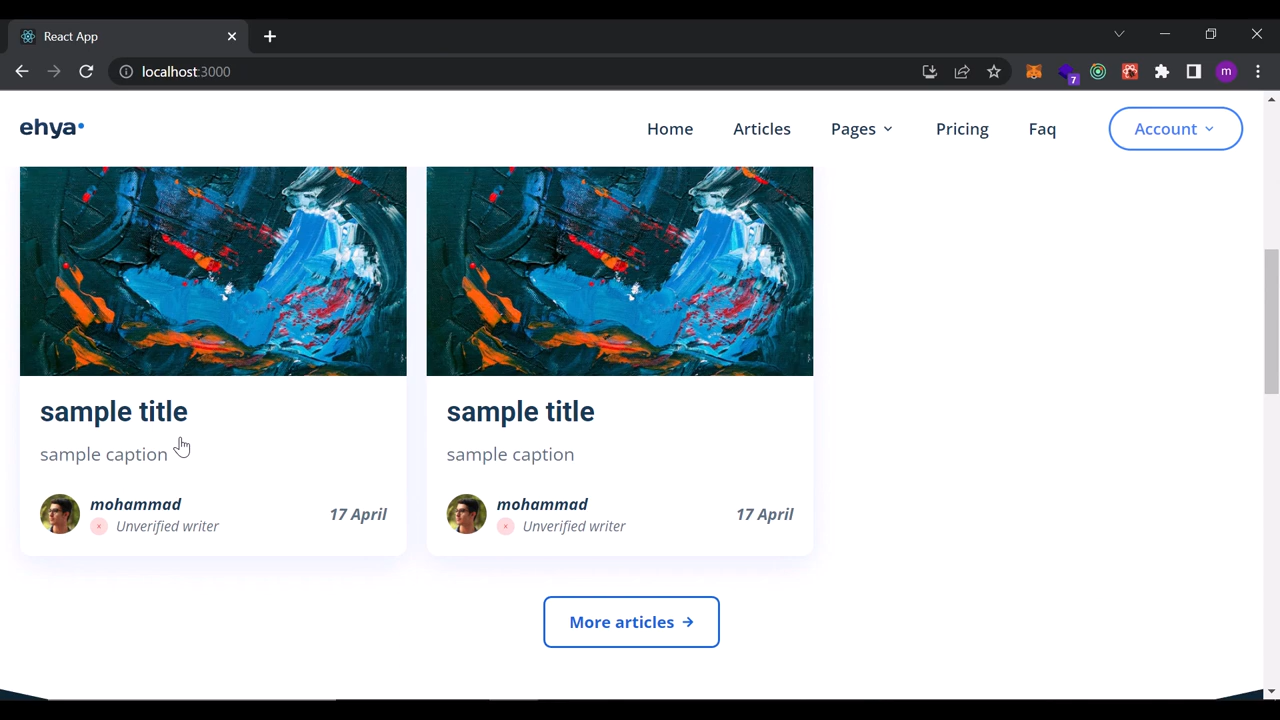 React App
localhost:3000
7
m
ehya
Home Articles Pages Pricing Faq Account
sample title
sample caption
mohammad
Unverified writer
17 April
sample title
sample caption
mohammad
Unverified writer
17 April
More articles →